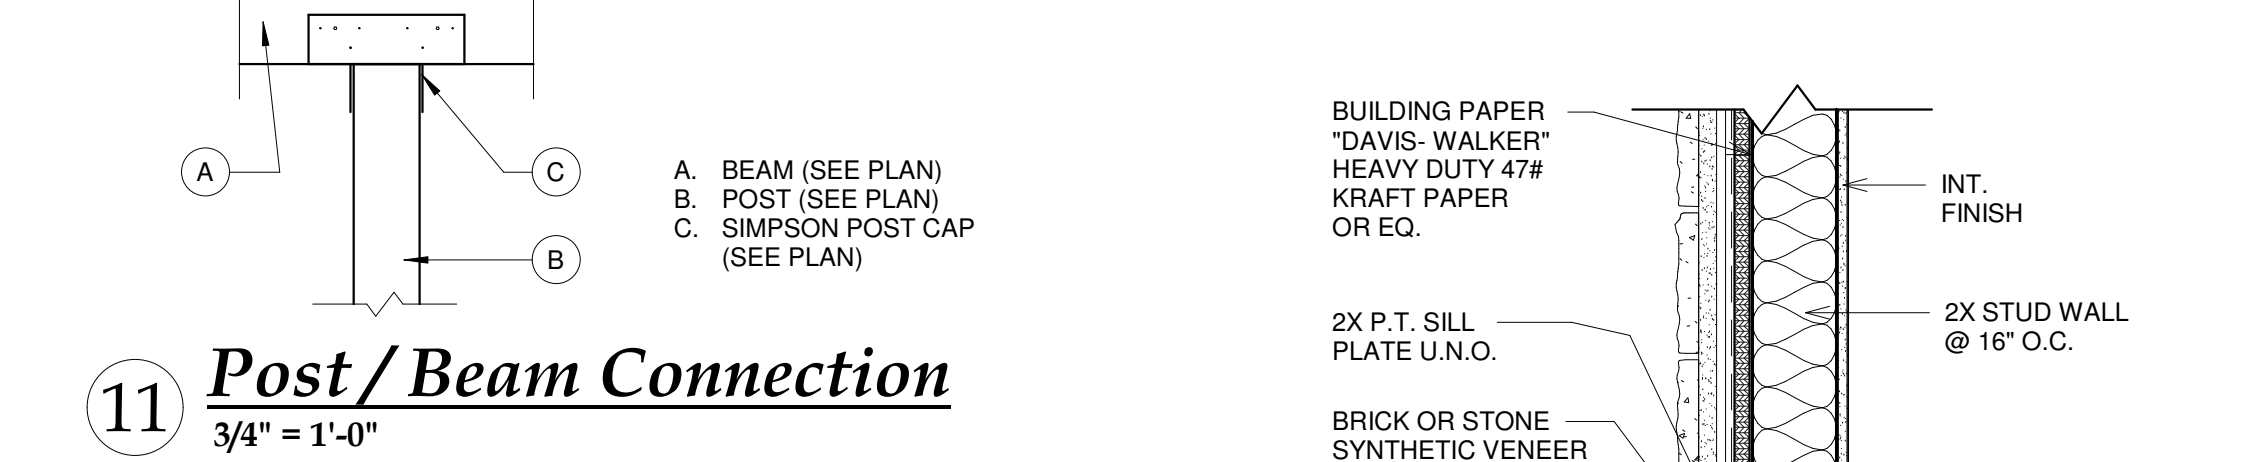 A
C
B
A. BEAM (SEE PLAN)
B. POST (SEE PLAN)
C. SIMPSON POST CAP
(SEE PLAN)
11
Post / Beam Connection
3/4" = 1'-0"
BUILDING PAPER
"DAVIS- WALKER"
HEAVY DUTY 47#
KRAFT PAPER
OR EQ.
2X P.T. SILL
PLATE U.N.O.
BRICK OR STONE
SYNTHETIC VENEER
INT.
FINISH
2X STUD WALL
@ 16" O.C.